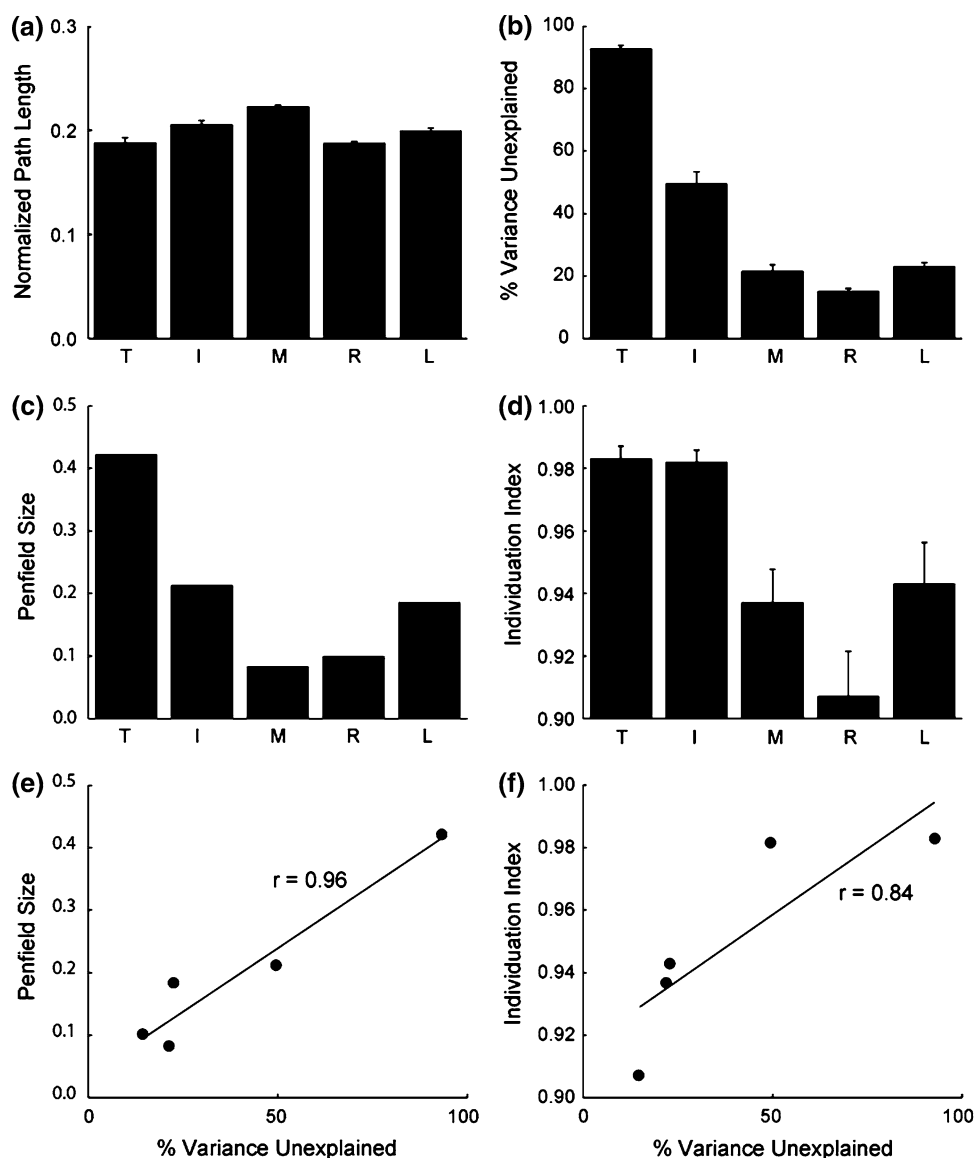 (a)
Normalized Path Length
0.3
0.2
0.1
0.0
T I M R L
(b)
% Variance Unexplained
100
80
60
40
20
0
T I M R L
(c)
Penfield Size
0.5
0.4
0.3
0.2
0.1
0.0
T I M R L
(d)
Individuation Index
1.00
0.98
0.96
0.94
0.92
0.90
T I M R L
(e)
Penfield Size
0.5
0.4
0.3
0.2
0.1
0.0
r = 0.96
0 50 100
% Variance Unexplained
(f)
Individuation Index
1.00
0.98
0.96
0.94
0.92
0.90
r = 0.84
0 50 100
% Variance Unexplained